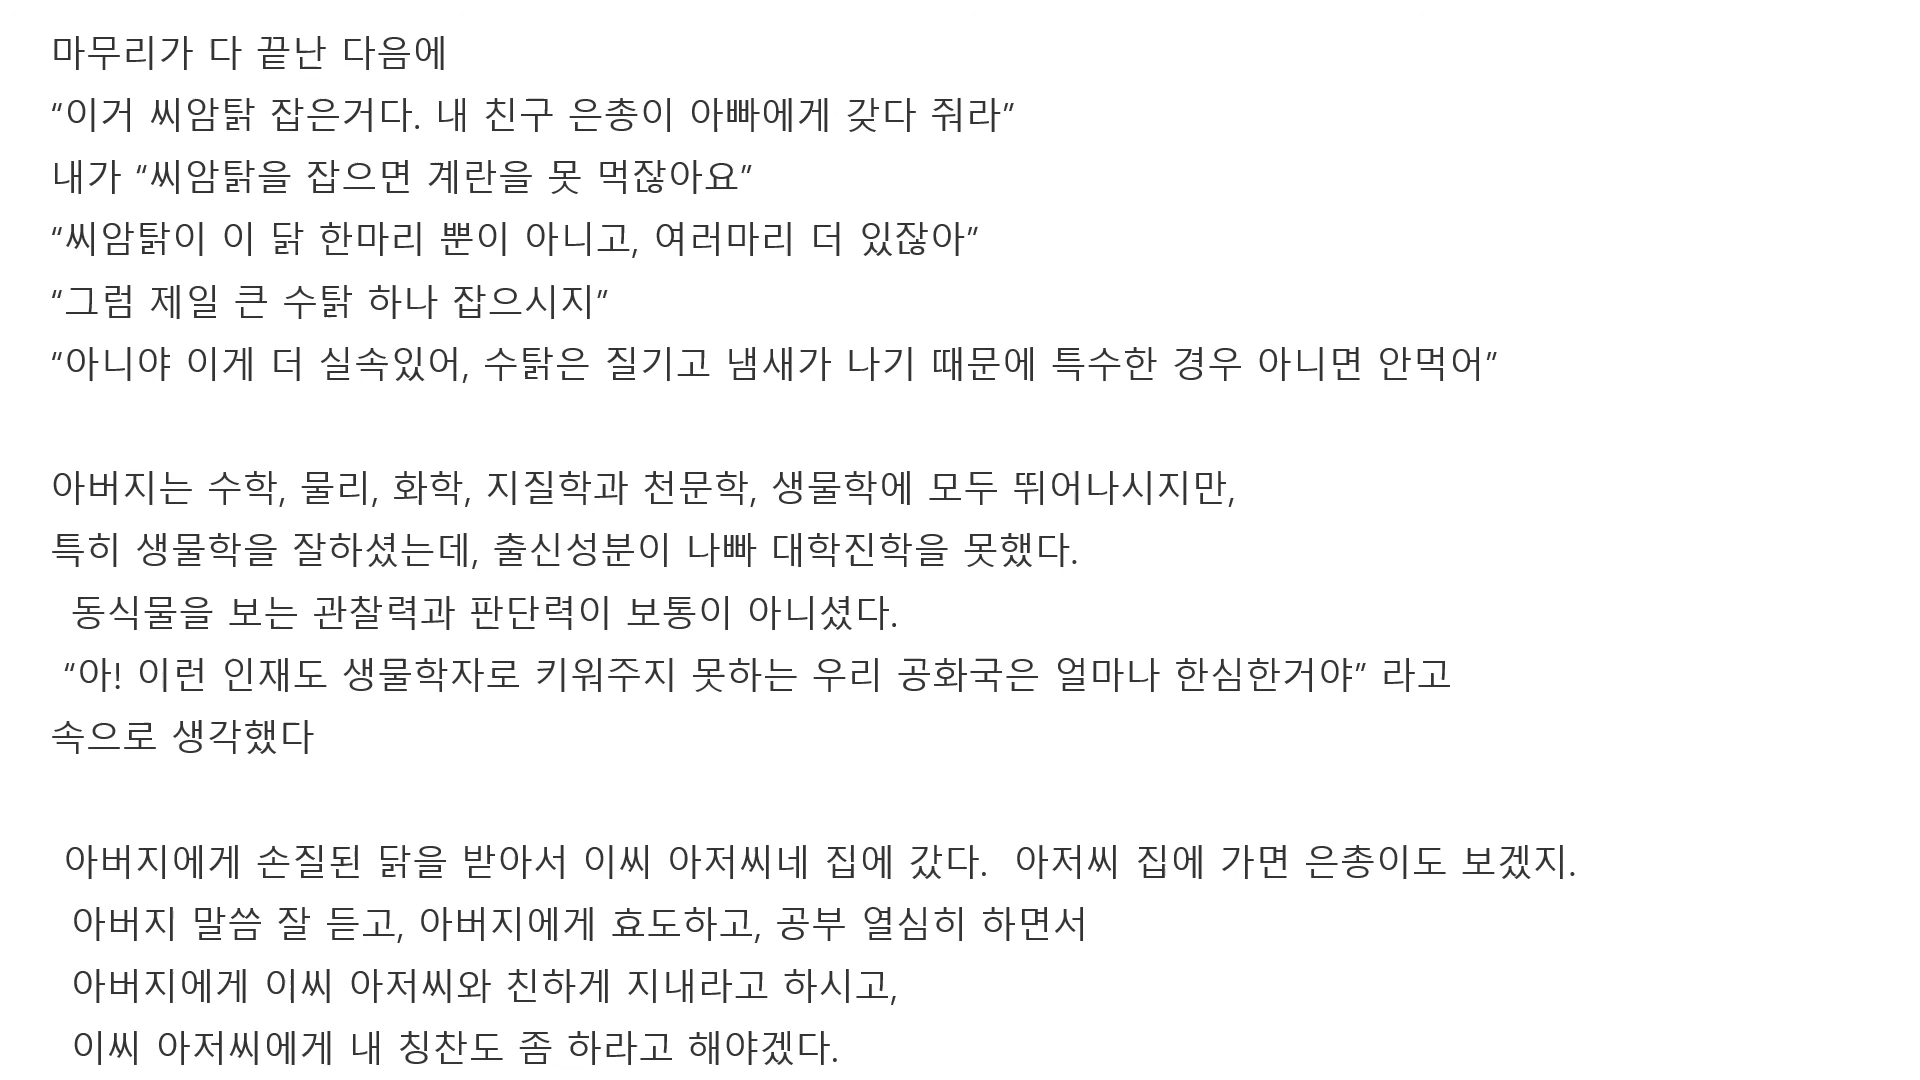 마무리가 다 끝난 다음에
“이거 씨암탉 잡은거다. 내 친구 은총이 아빠에게 갖다 줘라”
내가 “씨암탉을 잡으면 계란을 못 먹잖아요”
“씨암탉이 이 닭 한마리 뿐이 아니고, 여러마리 더 있잖아”
“그럼 제일 큰 수탉 하나 잡으시지”
“아니야 이게 더 실속있어, 수탉은 질기고 냄새가 나기 때문에 특수한 경우 아니면 안먹어”
아버지는 수학, 물리, 화학, 지질학과 천문학, 생물학에 모두 뛰어나시지만,
특히 생물학을 잘하셨는데, 출신성분이 나빠 대학진학을 못했다.
동식물을 보는 관찰력과 판단력이 보통이 아니셨다.
“아! 이런 인재도 생물학자로 키워주지 못하는 우리 공화국은 얼마나 한심한거야” 라고
속으로 생각했다
아버지에게 손질된 닭을 받아서 이씨 아저씨네 집에 갔다.  아저씨 집에 가면 은총이도 보겠지.
아버지 말씀 잘 듣고, 아버지에게 효도하고, 공부 열심히 하면서
아버지에게 이씨 아저씨와 친하게 지내라고 하시고,
이씨 아저씨에게 내 칭찬도 좀 하라고 해야겠다.